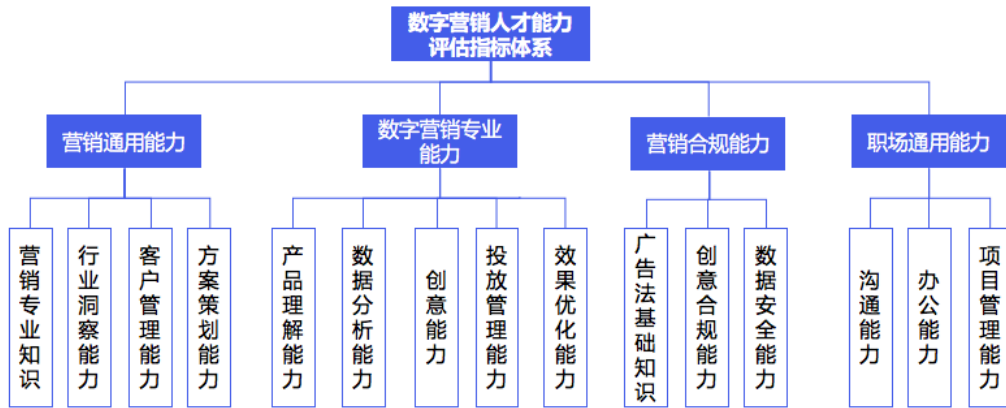 数字营销人才能力
评估指标体系
营销通用能力
数字营销专业
能力
营销合规能力
职场通用能力
营销专业知识
行业洞察能力
客户管理能力
方案策划能力
产品理解能力
数据分析能力
创意能力
投放管理能力
效果优化能力
广告法基础知识
创意合规能力
数据安全能力
沟通能力
办公能力
项目管理能力